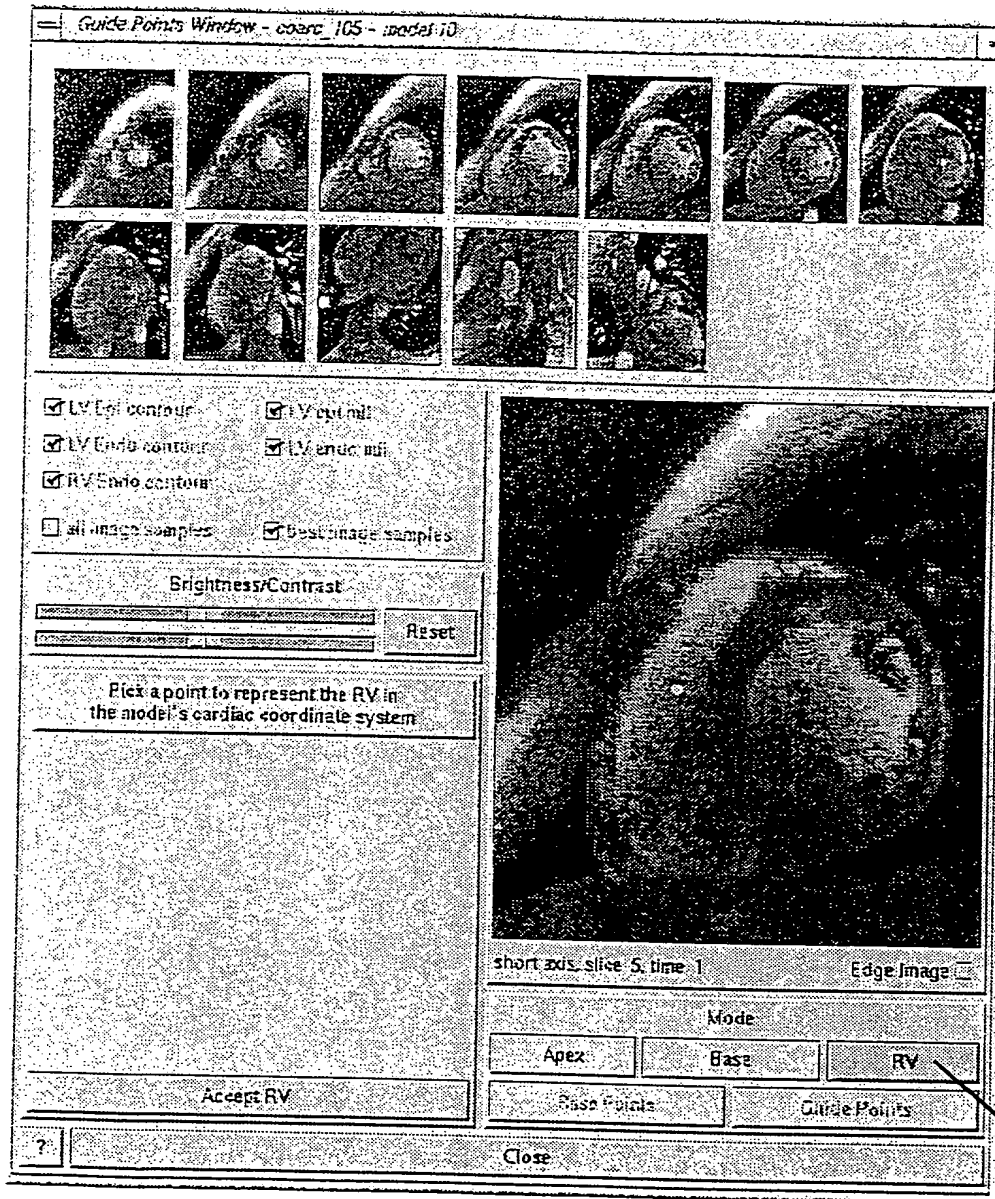 Guide Points Window - coarc_105 - model 10
LV Epi contour
LV epi mii
LV Endo contour
LV endo mii
RV Endo contour
all image samples
best image samples
Brightness/Contrast
Reset
Pick a point to represent the RV in
the model's cardiac coordinate system
short axis, slice 5, time 1
Edge Image
Mode
Apex
Base
RV
Accept RV
Base Points
Guide Points
?
Close